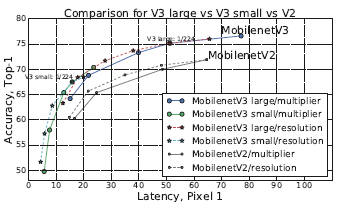 Comparison for V3 large vs V3 small vs V2
Accuracy, Top-1
80
75
70
65
60
55
50
V3 large: 1/224
MobilenetV3
MobilenetV2
V3 small: 1/224
MobilenetV3 large/multiplier
MobilenetV3 small/multiplier
MobilenetV3 large/resolution
MobilenetV3 small/resolution
MobilenetV2/multiplier
MobilenetV2/resolution
0 10 20 30 40 50 60 70 80 90 100
Latency, Pixel 1